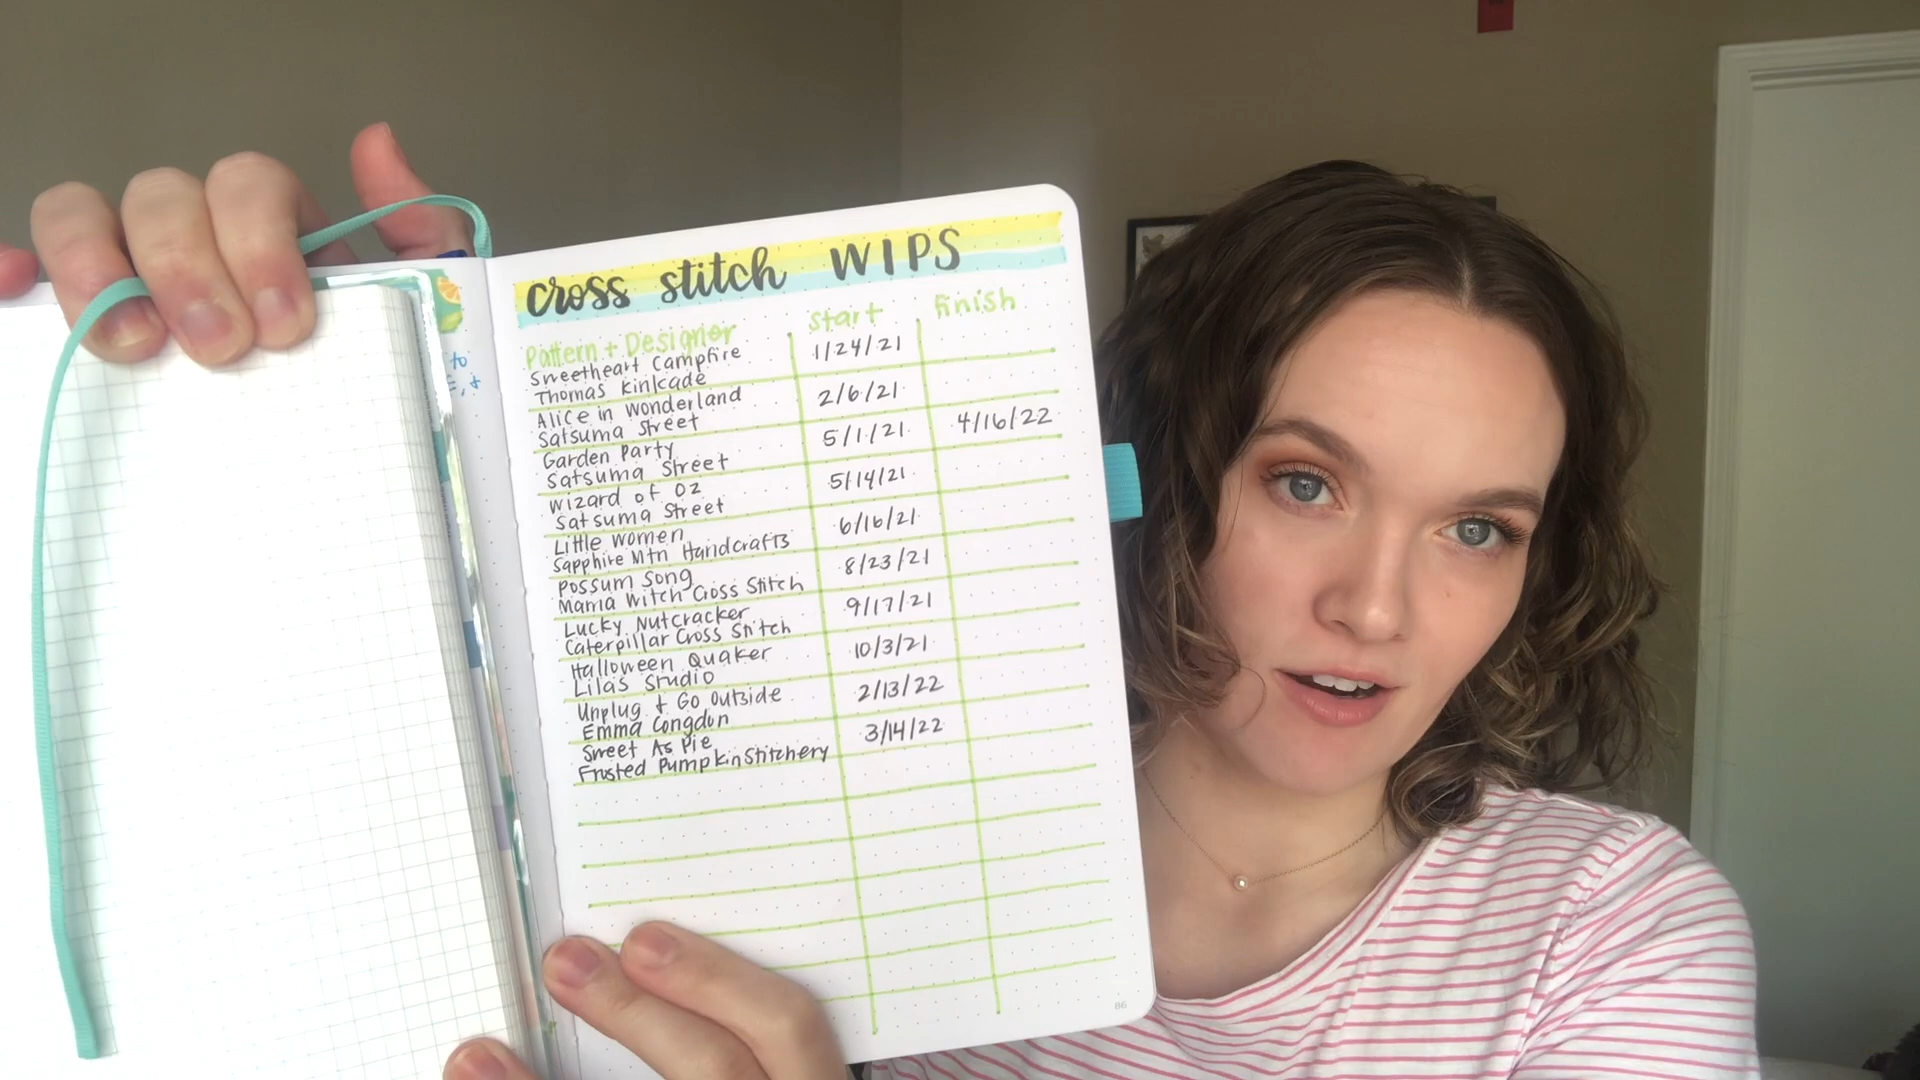 cross stitch WIPS
Pattern + Designer start finish
Sweetheart Campfire
Thomas Kinlcade 1/24/21
Alice in Wonderland
Satsuma Street 2/6/21
Garden Party
Satsuma Street 5/1/21 4/16/22
Wizard of Oz
Satsuma Street 5/14/21
Little Women
Sapphire Mtn Handcrafts 6/16/21
Possum Song
Mama Witch Cross Stitch 8/23/21
Lucky Nutcracker
Caterpillar Cross Stitch 9/17/21
Halloween Quaker
Lila's Studio 10/3/21
Unplug + Go Outside
Emma Congdon 2/13/22
Sweet As Pie
Frosted Pumpkin Stitchery 3/14/22
to
86